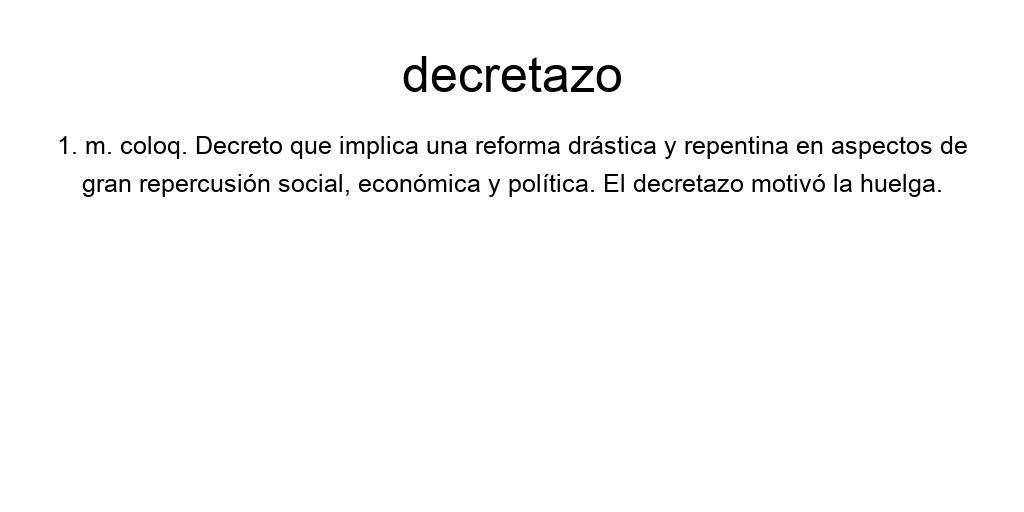 decretazo
1. m. coloq. Decreto que implica una reforma drástica y repentina en aspectos de
gran repercusión social, económica y política. El decretazo motivó la huelga.